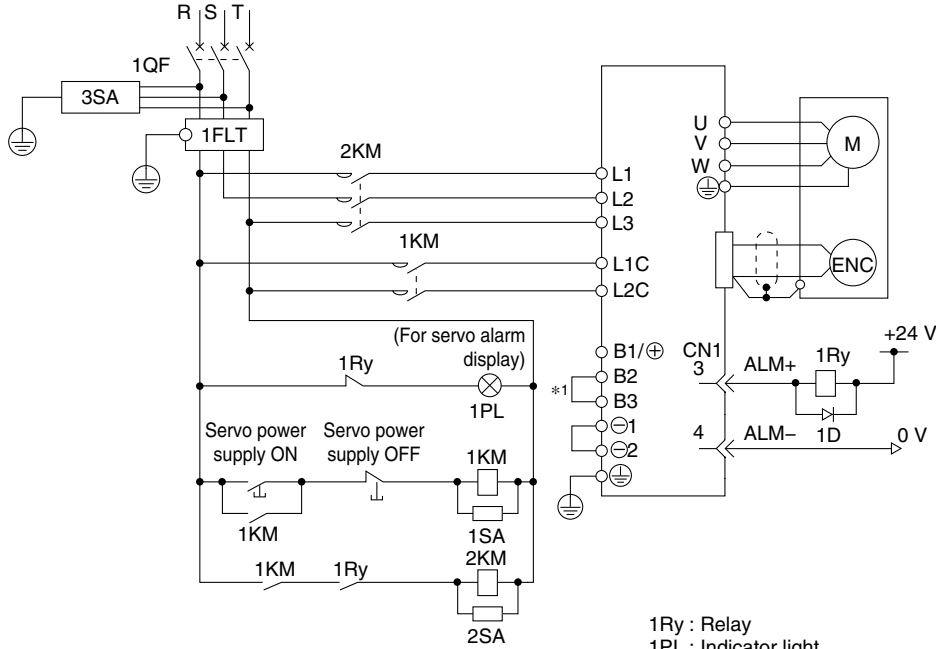 R S T
1QF
3SA
1FLT
2KM
L1
L2
L3
1KM
L1C
L2C
U
V
W
M
ENC
(For servo alarm
display)
1Ry
1PL
B1/⊕
B2
B3
*1
⊖1
⊖2
CN1
3
ALM+
1Ry
+24 V
1D
4
ALM−
0 V
Servo power
supply ON
Servo power
supply OFF
1KM
1KM
1SA
1KM
1Ry
2KM
2SA
1Ry : Relay
1PL : Indicator light